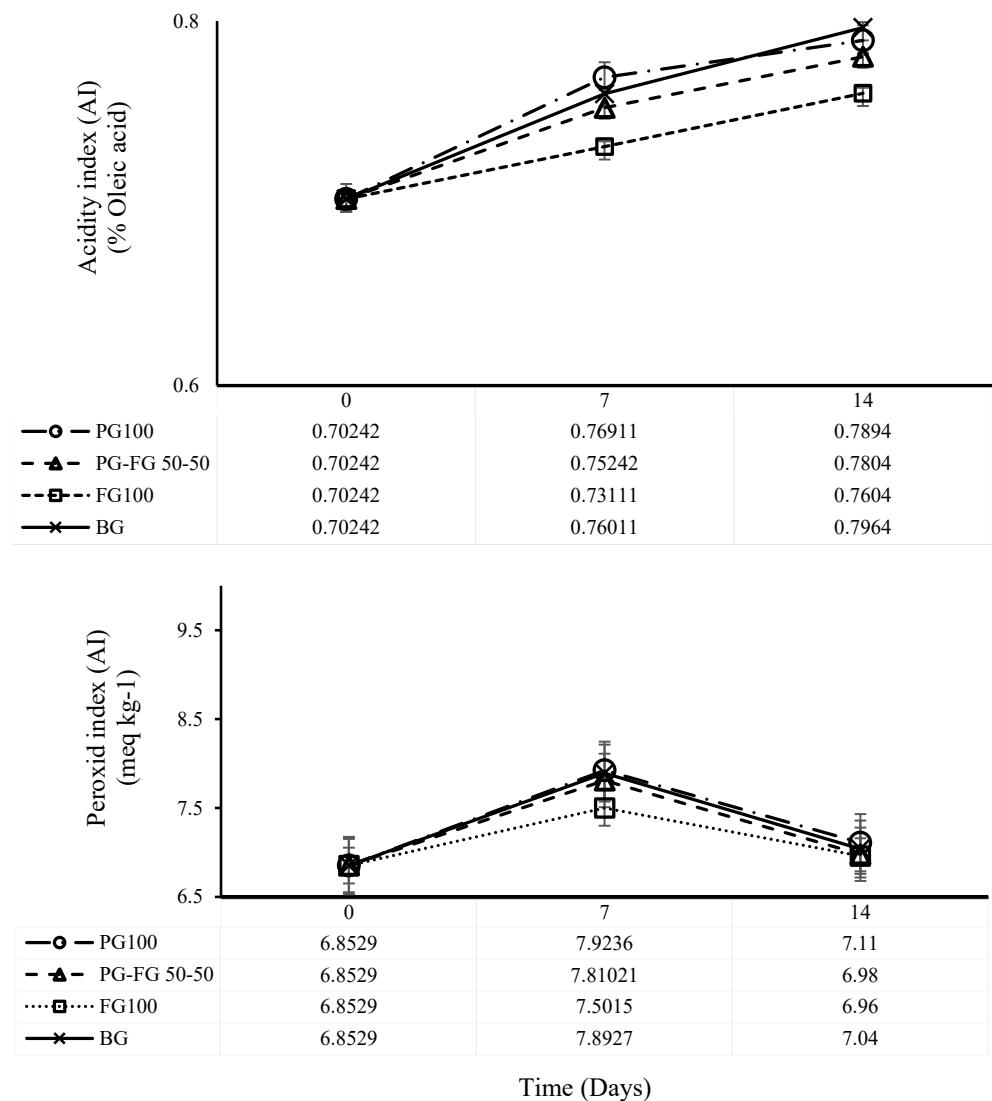 0.8
Acidity index (AI)
(% Oleic acid)
0.6
0 7 14
PG100 0.70242 0.76911 0.7894
PG-FG 50-50 0.70242 0.75242 0.7804
FG100 0.70242 0.73111 0.7604
BG 0.70242 0.76011 0.7964
9.5
8.5
Peroxid index (AI)
(meq kg-1)
7.5
6.5
0 7 14
PG100 6.8529 7.9236 7.11
PG-FG 50-50 6.8529 7.81021 6.98
FG100 6.8529 7.5015 6.96
BG 6.8529 7.8927 7.04
Time (Days)